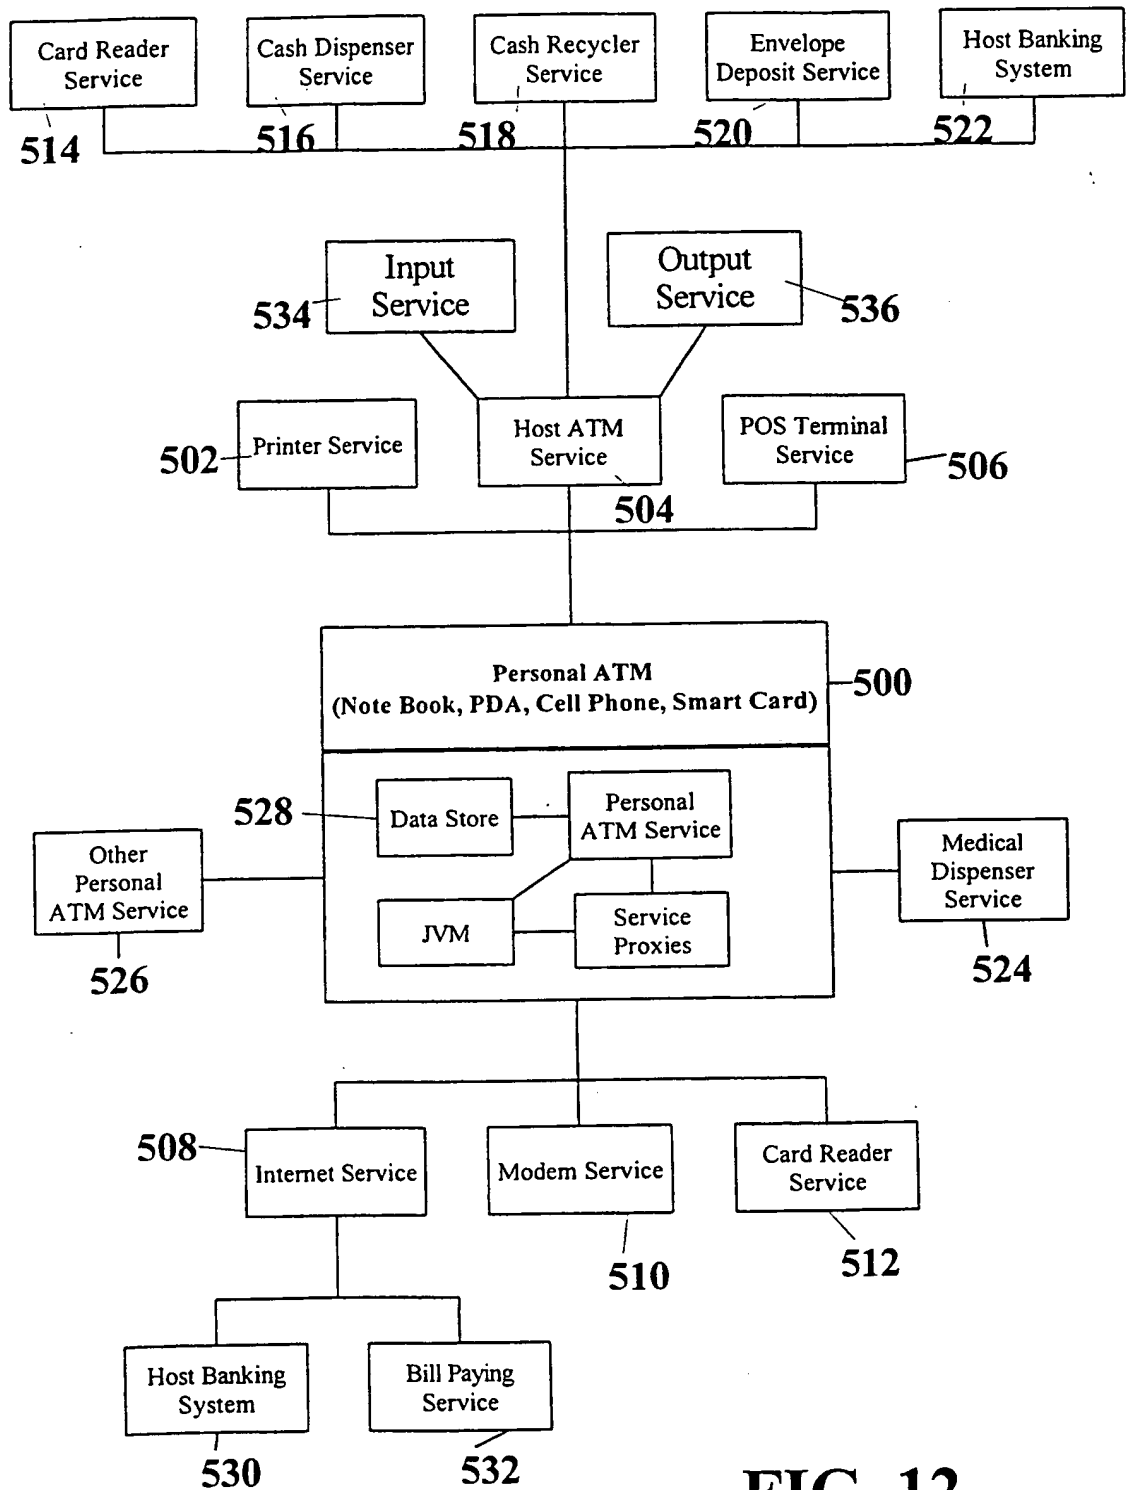 Card Reader
Service
514
Cash Dispenser
Service
516
Cash Recycler
Service
518
Envelope
Deposit Service
520
Host Banking
System
522
Input
Service
534
Output
Service
536
Printer Service
502
Host ATM
Service
504
POS Terminal
Service
506
Personal ATM
(Note Book, PDA, Cell Phone, Smart Card)
500
528
Data Store
Personal
ATM Service
JVM
Service
Proxies
Other
Personal
ATM Service
526
Medical
Dispenser
Service
524
508
Internet Service
Modem Service
510
Card Reader
Service
512
Host Banking
System
530
Bill Paying
Service
532
FIG. 12